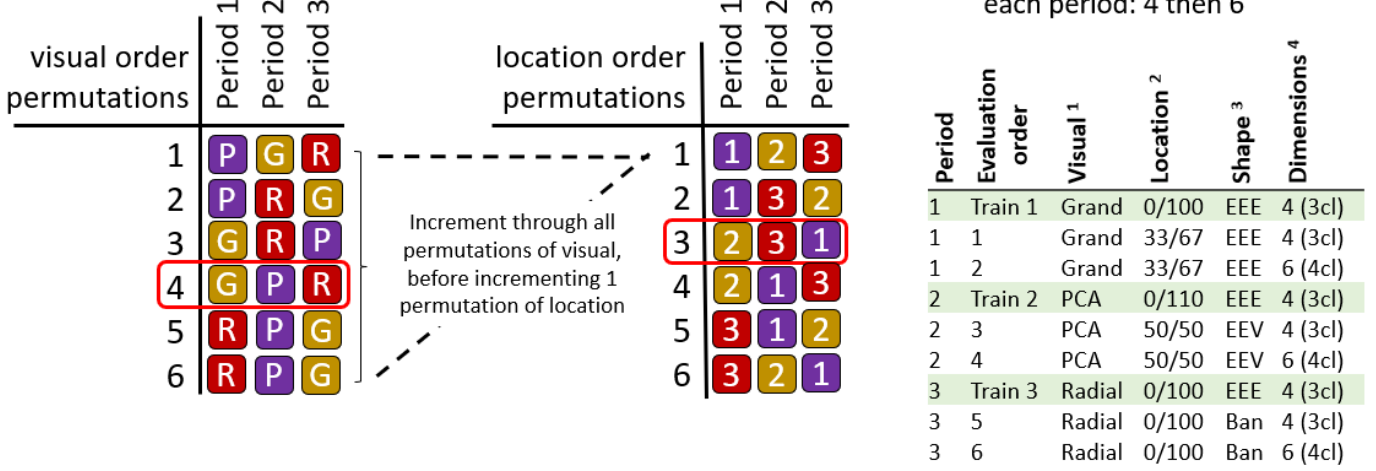 each period: 4 then 6
visual order
permutations
Period 1
Period 2
Period 3
1 P G R
2 P R G
3 G R P
4 G P R
5 R P G
6 R P G
Increment through all
permutations of visual,
before incrementing 1
permutation of location
location order
permutations
Period 1
Period 2
Period 3
1 1 2 3
2 1 3 2
3 2 3 1
4 2 1 3
5 3 1 2
6 3 2 1
Period
Evaluation
order
Visual ¹
Location ²
Shape ³
Dimensions ⁴
1 Train 1 Grand 0/100 EEE 4 (3cl)
1 1 Grand 33/67 EEE 4 (3cl)
1 2 Grand 33/67 EEE 6 (4cl)
2 Train 2 PCA 0/110 EEE 4 (3cl)
2 3 PCA 50/50 EEV 4 (3cl)
2 4 PCA 50/50 EEV 6 (4cl)
3 Train 3 Radial 0/100 EEE 4 (3cl)
3 5 Radial 0/100 Ban 4 (3cl)
3 6 Radial 0/100 Ban 6 (4cl)